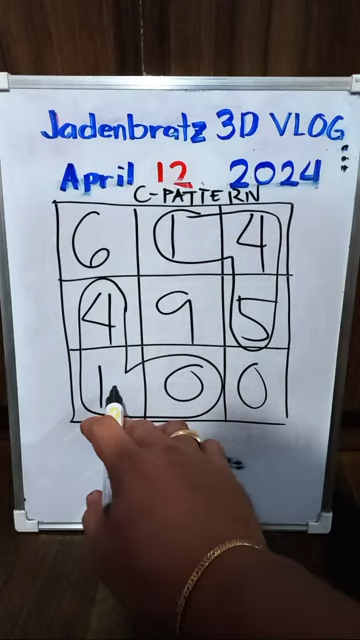 Jadenbratz 3D VLOG
April 12 2024
C-PATTERN
6 1 4
4 9 5
1 0 0